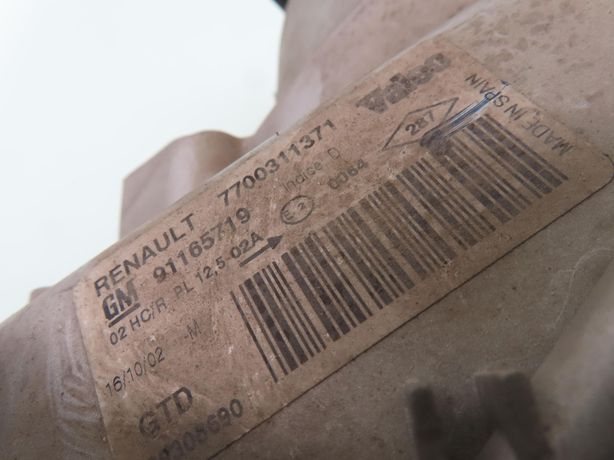 Valeo
RENAULT 7700311371
287
MADE IN SPAIN
GM 91165719
Indice D
02 HC/R PL 12.5 02A
E2
0064
16/10/02 -M
GTD